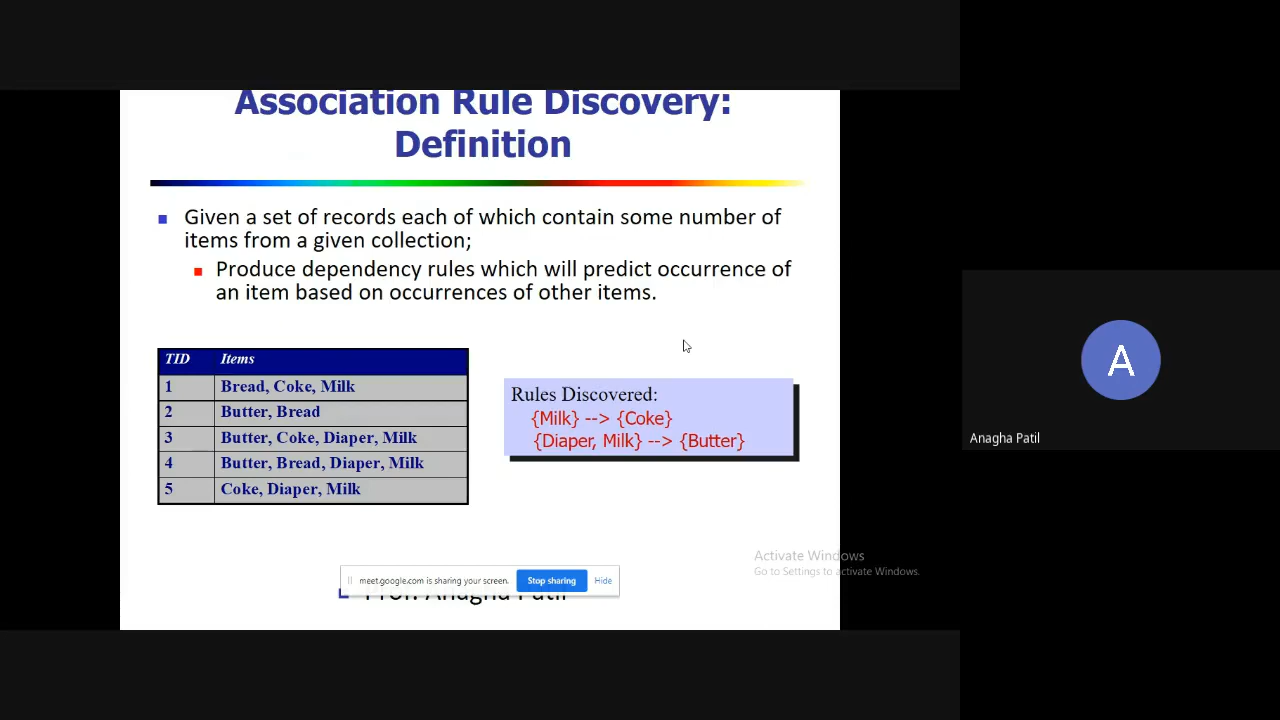 Association Rule Discovery:
Definition
Given a set of records each of which contain some number of
items from a given collection;
Produce dependency rules which will predict occurrence of
an item based on occurrences of other items.
TID Items
1 Bread, Coke, Milk
2 Butter, Bread
3 Butter, Coke, Diaper, Milk
4 Butter, Bread, Diaper, Milk
5 Coke, Diaper, Milk
Rules Discovered:
{Milk} --> {Coke}
{Diaper, Milk} --> {Butter}
A
Anagha Patil
Activate Windows
Go to Settings to activate Windows.
meet.google.com is sharing your screen. Stop sharing Hide
Prof. Anagha Patil